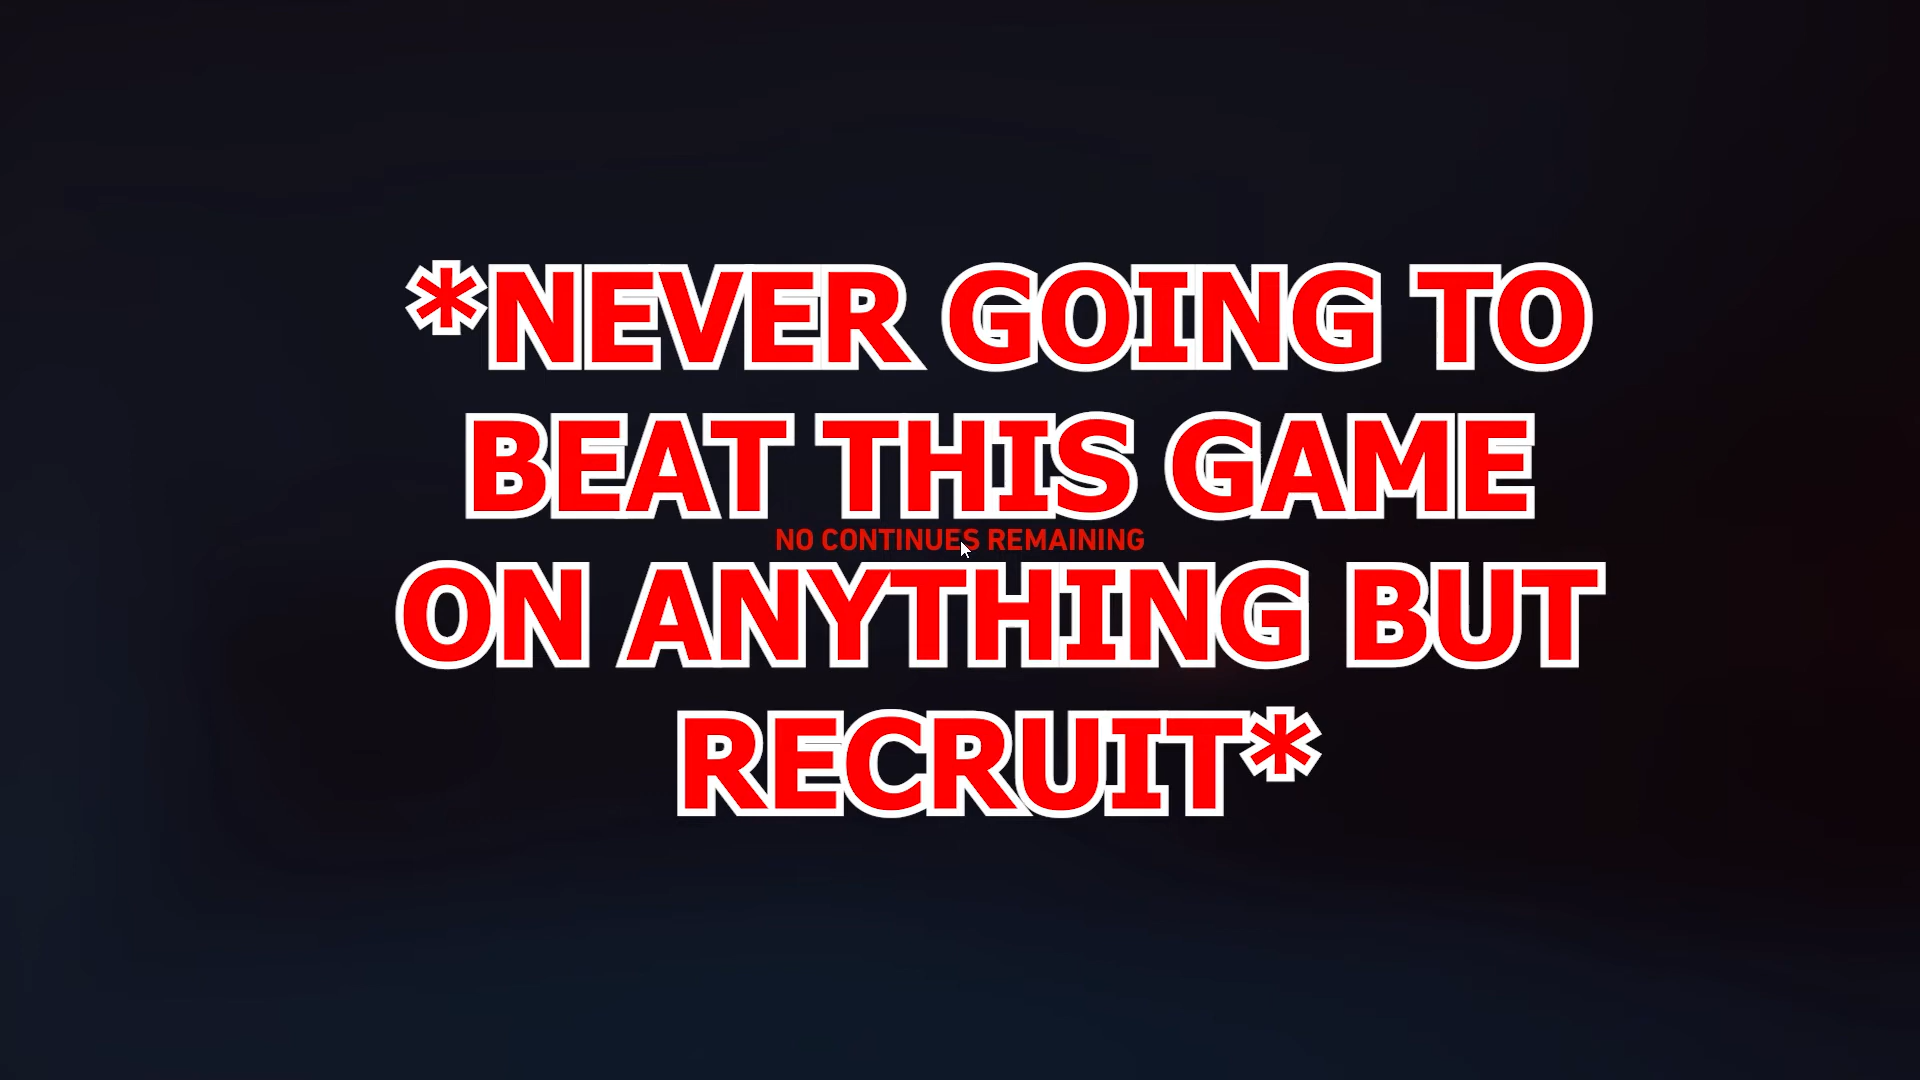 *NEVER GOING TO
BEAT THIS GAME
NO CONTINUES REMAINING
ON ANYTHING BUT
RECRUIT*